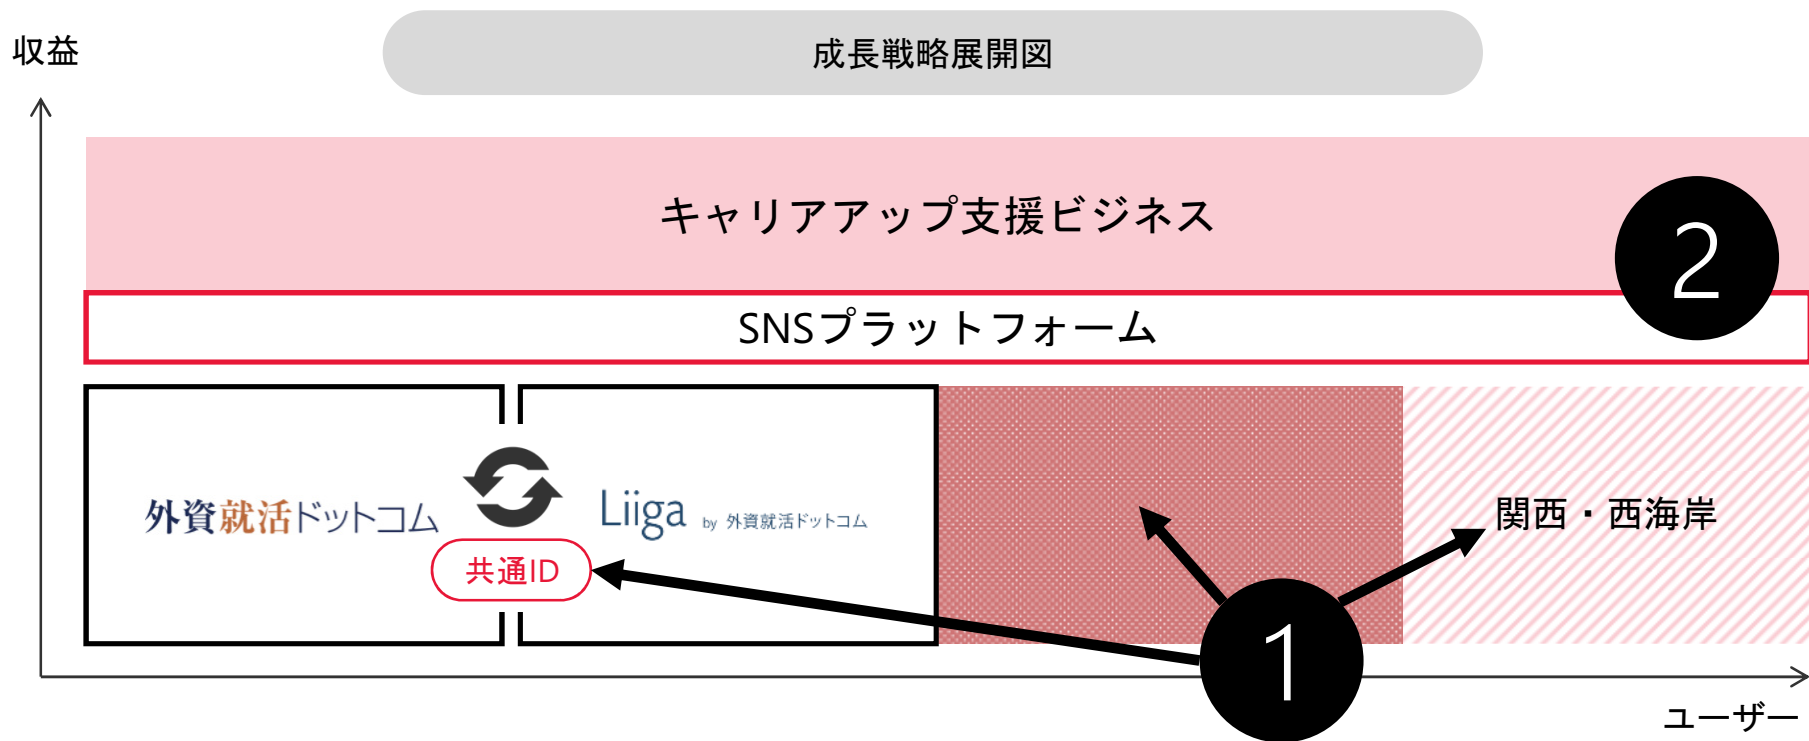 成長戦略展開図
収益
キャリアアップ支援ビジネス
2
SNSプラットフォーム
外資就活ドットコム
Liiga by 外資就活ドットコム
関西・西海岸
共通ID
1
ユーザー